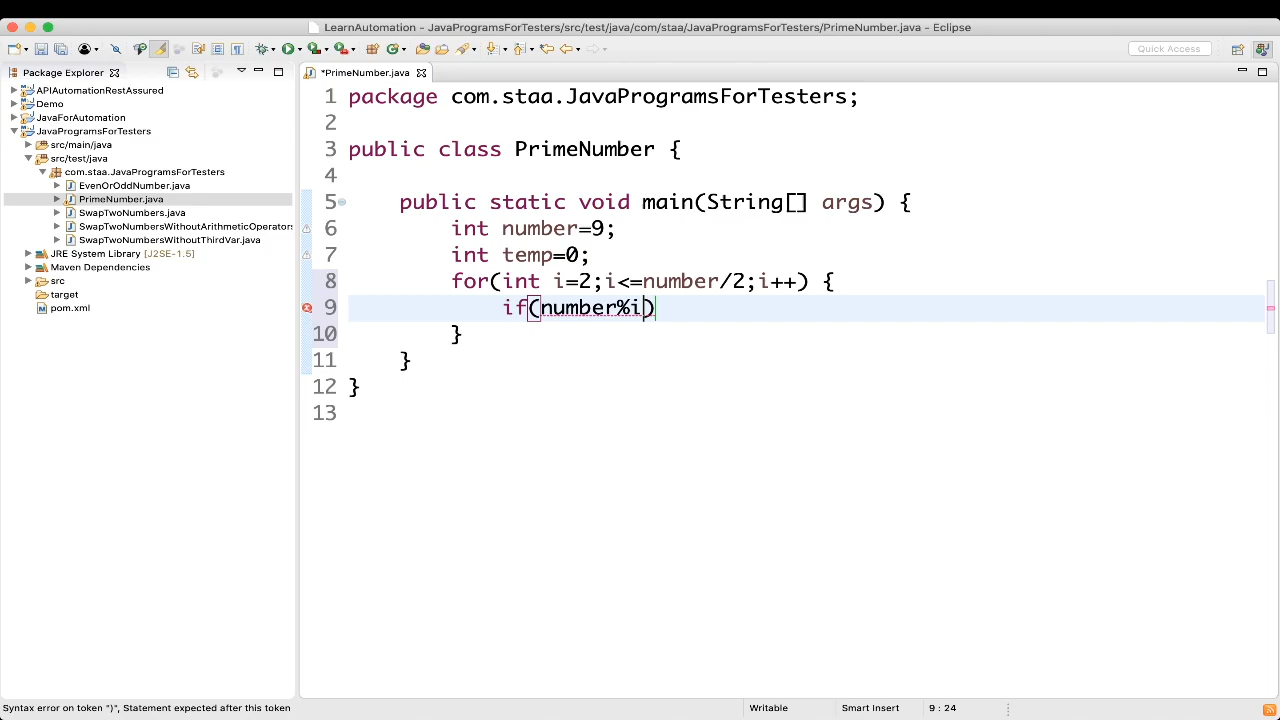 LearnAutomation - JavaProgramsForTesters/src/test/java/com/staa/JavaProgramsForTesters/PrimeNumber.java - Eclipse
Quick Access
Package Explorer
APIAutomationRestAssured
Demo
JavaForAutomation
JavaProgramsForTesters
src/main/java
src/test/java
com.staa.JavaProgramsForTesters
EvenOrOddNumber.java
PrimeNumber.java
SwapTwoNumbers.java
SwapTwoNumbersWithoutArithmeticOperators
SwapTwoNumbersWithoutThirdVar.java
JRE System Library [J2SE-1.5]
Maven Dependencies
src
target
pom.xml
*PrimeNumber.java
1 package com.staa.JavaProgramsForTesters;
2
3 public class PrimeNumber {
4
5 public static void main(String[] args) {
6 int number=9;
7 int temp=0;
8 for(int i=2;i<=number/2;i++) {
9 if(number%i)
10 }
11 }
12 }
13
Syntax error on token ")", Statement expected after this token
Writable
Smart Insert
9 : 24